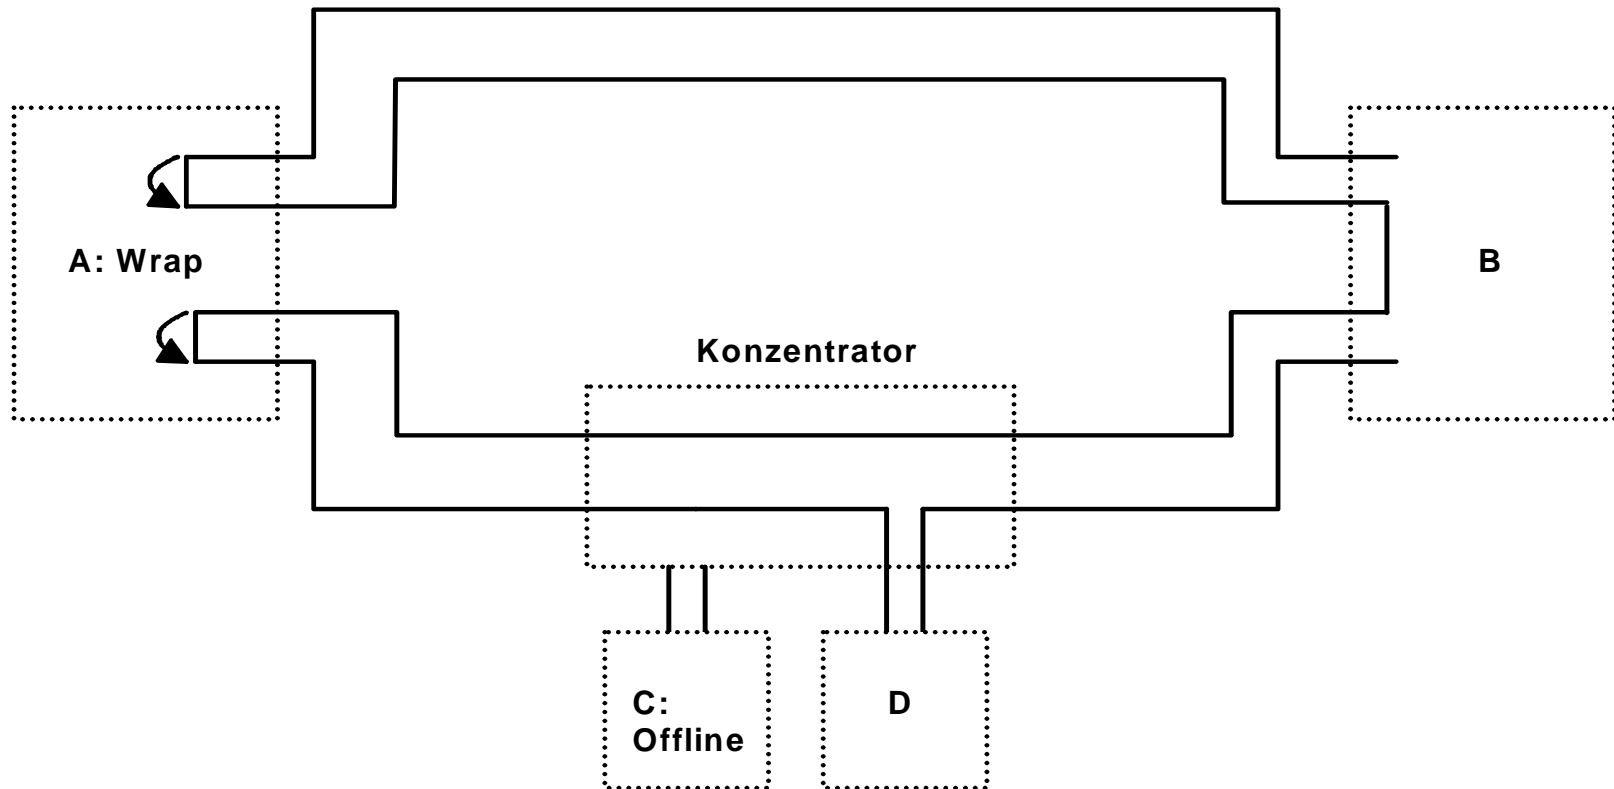 A: Wrap
B
Konzentrator
C:
Offline
D